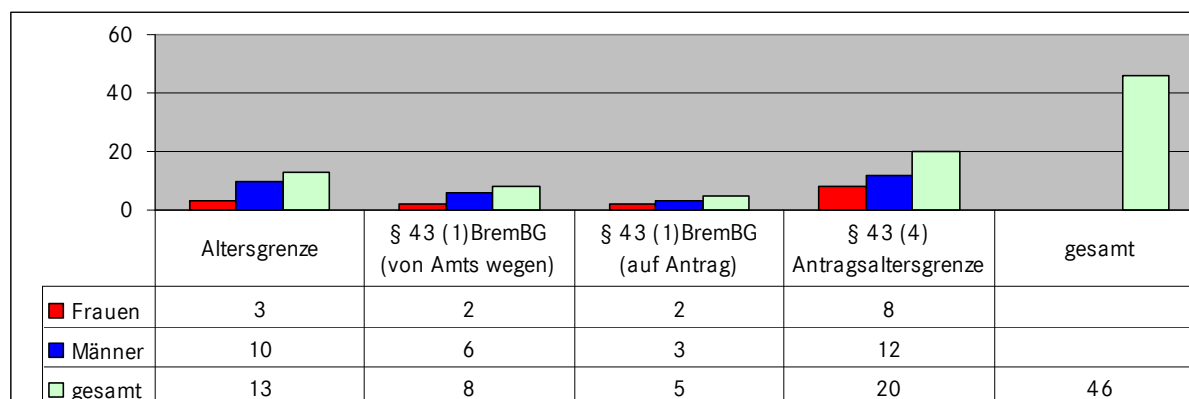 60
40
20
0
Altersgrenze
§ 43 (1)BremBG
(von Amts wegen)
§ 43 (1)BremBG
(auf Antrag)
§ 43 (4)
Antragsaltersgrenze
gesamt
Frauen 3 2 2 8
Männer 10 6 3 12
gesamt 13 8 5 20 46